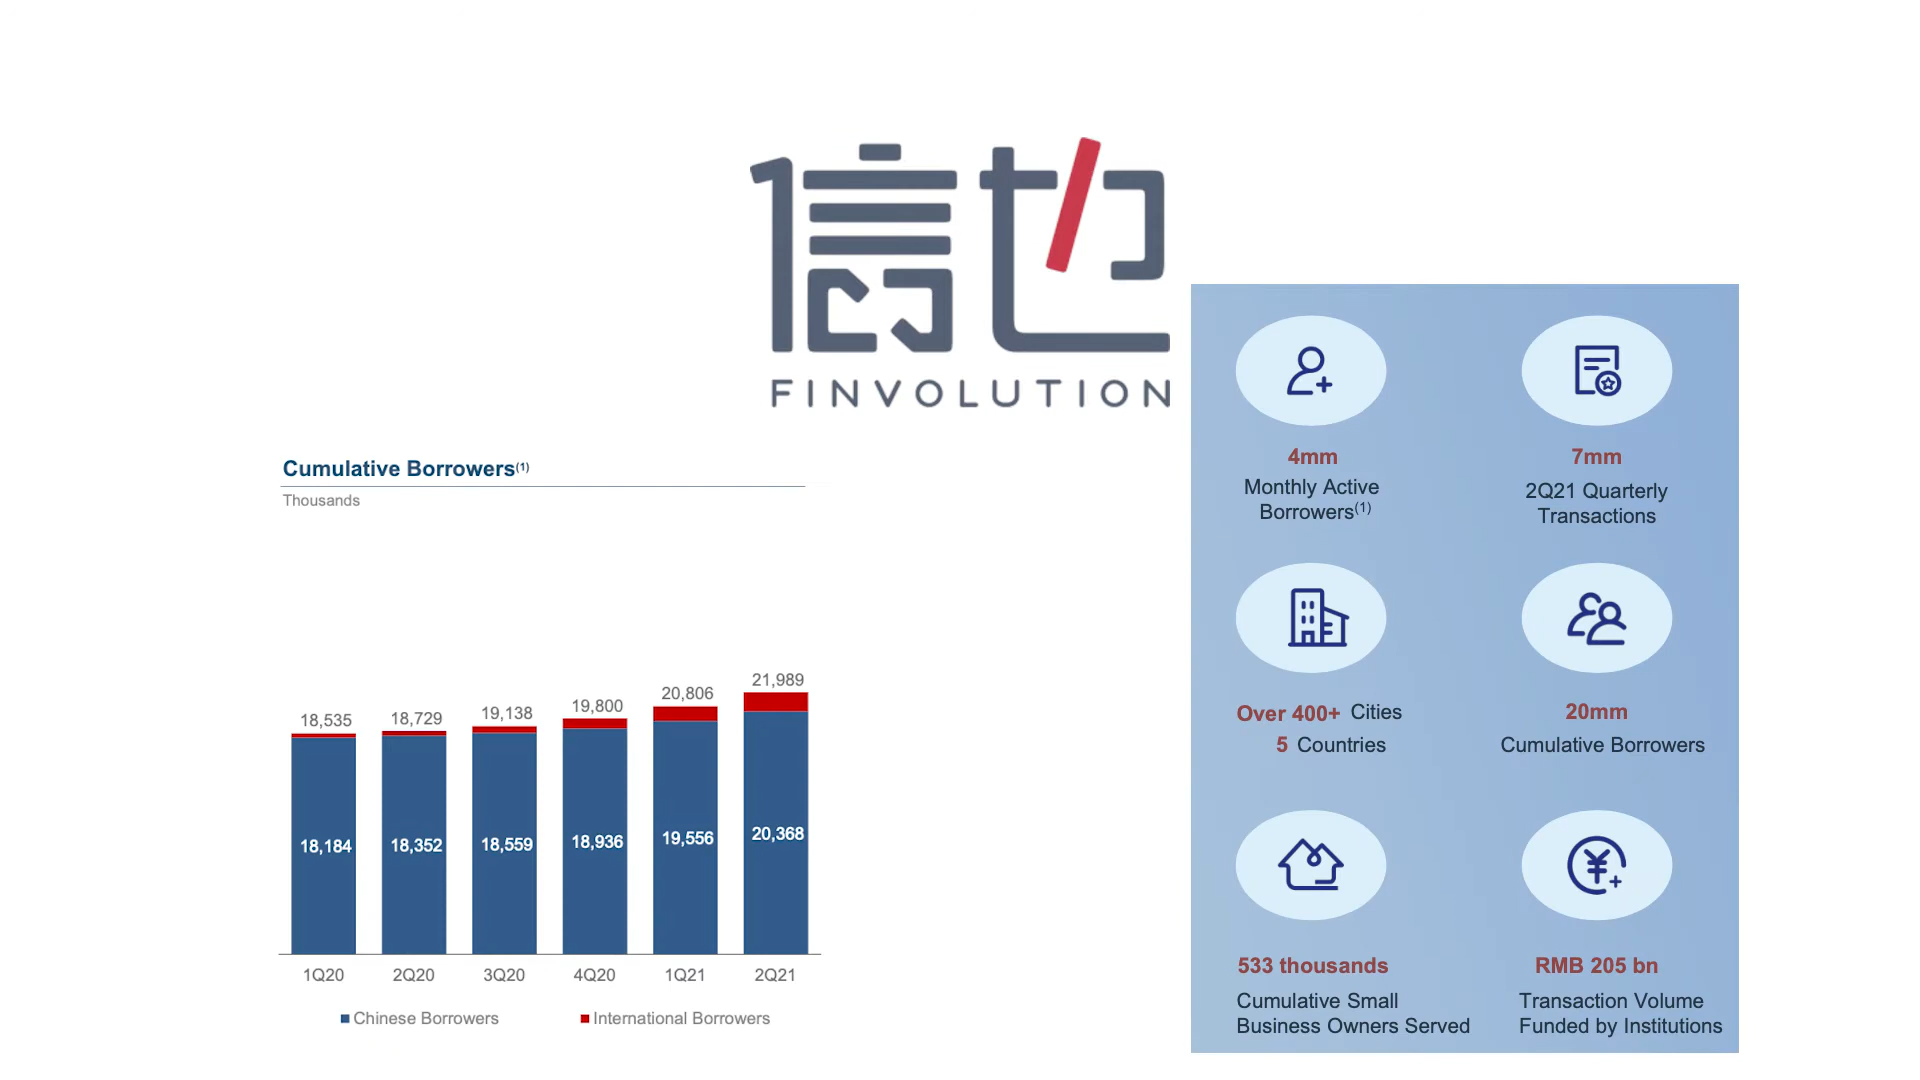 信也
FINVOLUTION
Cumulative Borrowers(1)
Thousands
18,535
18,729
19,138
19,800
20,806
21,989
18,184
18,352
18,559
18,936
19,556
20,368
1Q20
2Q20
3Q20
4Q20
1Q21
2Q21
Chinese Borrowers
International Borrowers
4mm
Monthly Active
Borrowers(1)
7mm
2Q21 Quarterly
Transactions
Over 400+ Cities
5 Countries
20mm
Cumulative Borrowers
533 thousands
Cumulative Small
Business Owners Served
¥
RMB 205 bn
Transaction Volume
Funded by Institutions